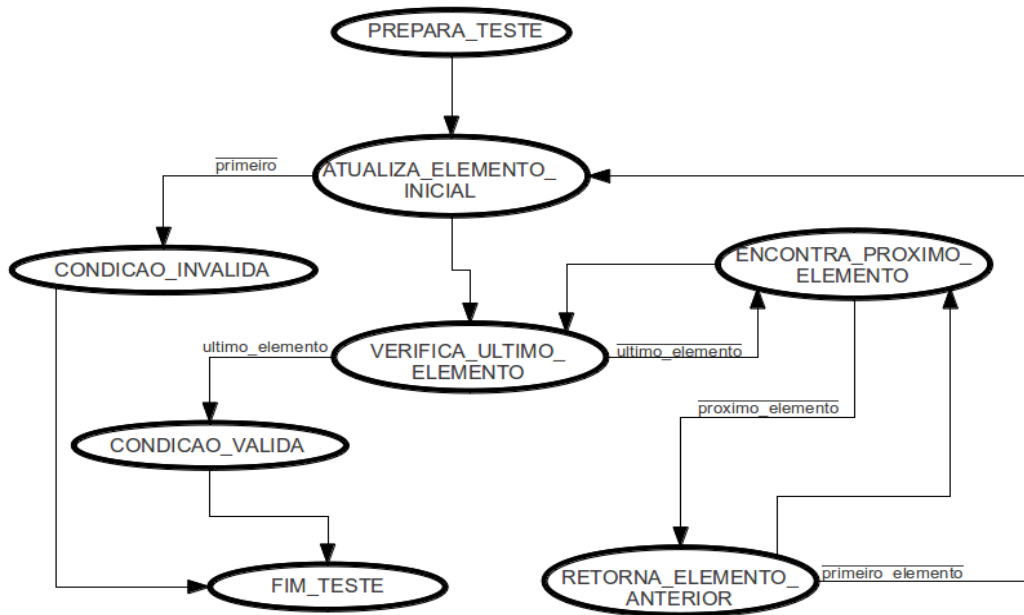 PREPARA_TESTE
primeiro
ATUALIZA_ELEMENTO_
INICIAL
CONDICAO_INVALIDA
ENCONTRA_PROXIMO_
ELEMENTO
ultimo_elemento
VERIFICA_ULTIMO_
ELEMENTO
ultimo_elemento
proximo_elemento
CONDICAO_VALIDA
FIM_TESTE
RETORNA_ELEMENTO_
ANTERIOR
primeiro_elemento